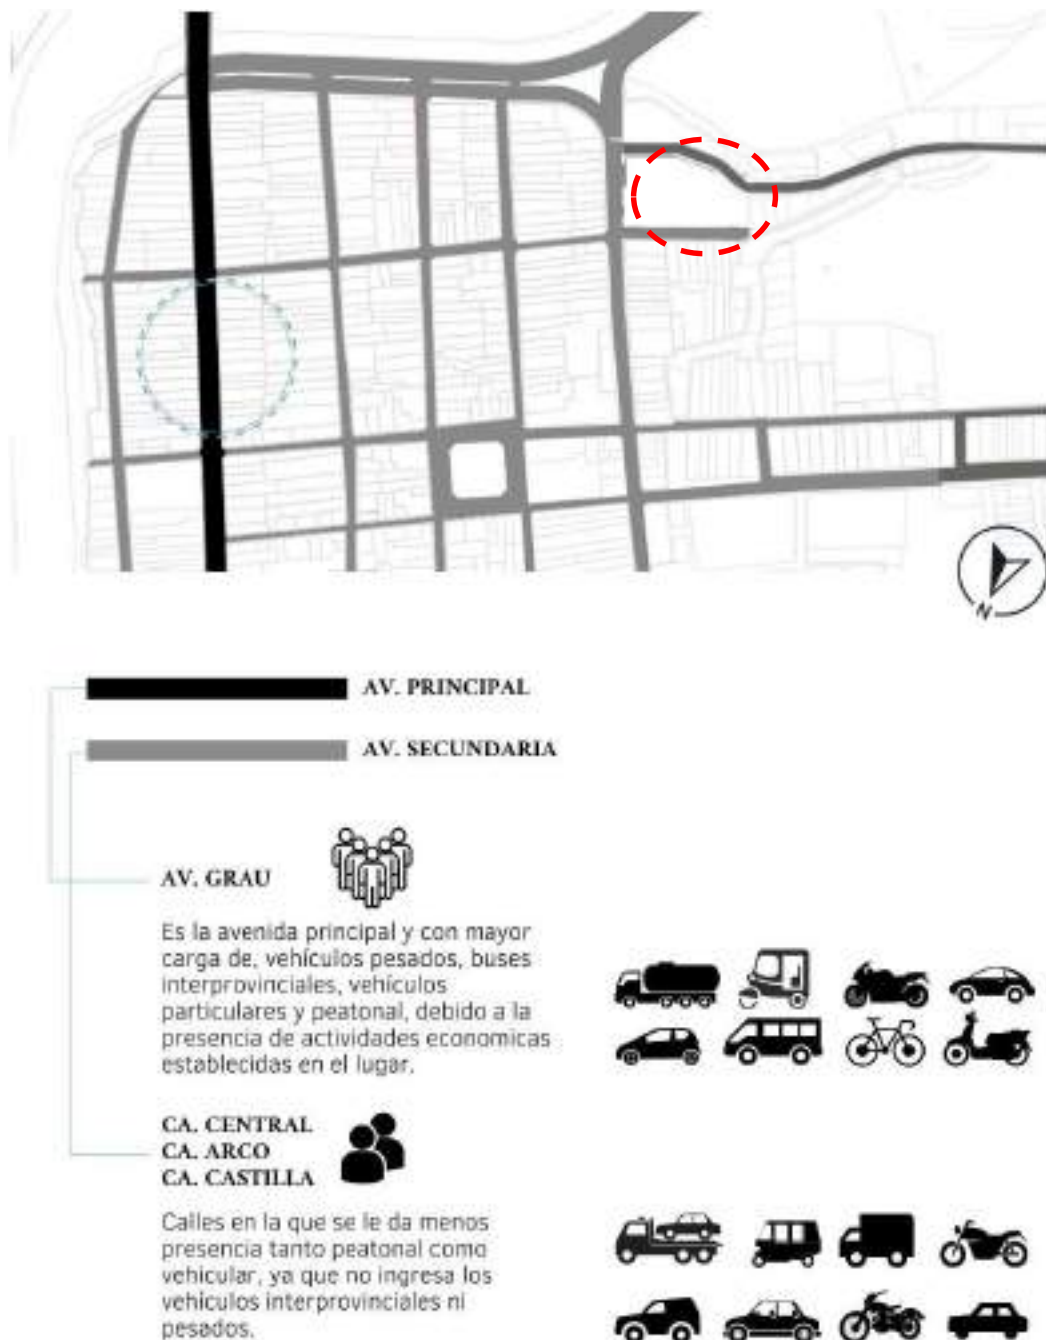 N
AV. PRINCIPAL
AV. SECUNDARIA
AV. GRAU
Es la avenida principal y con mayor
carga de, vehículos pesados, buses
interprovinciales, vehículos
particulares y peatonal, debido a la
presencia de actividades economicas
establecidas en el lugar.
CA. CENTRAL
CA. ARCO
CA. CASTILLA
Calles en la que se le da menos
presencia tanto peatonal como
vehicular, ya que no ingresa los
vehículos interprovinciales ni
pesados.